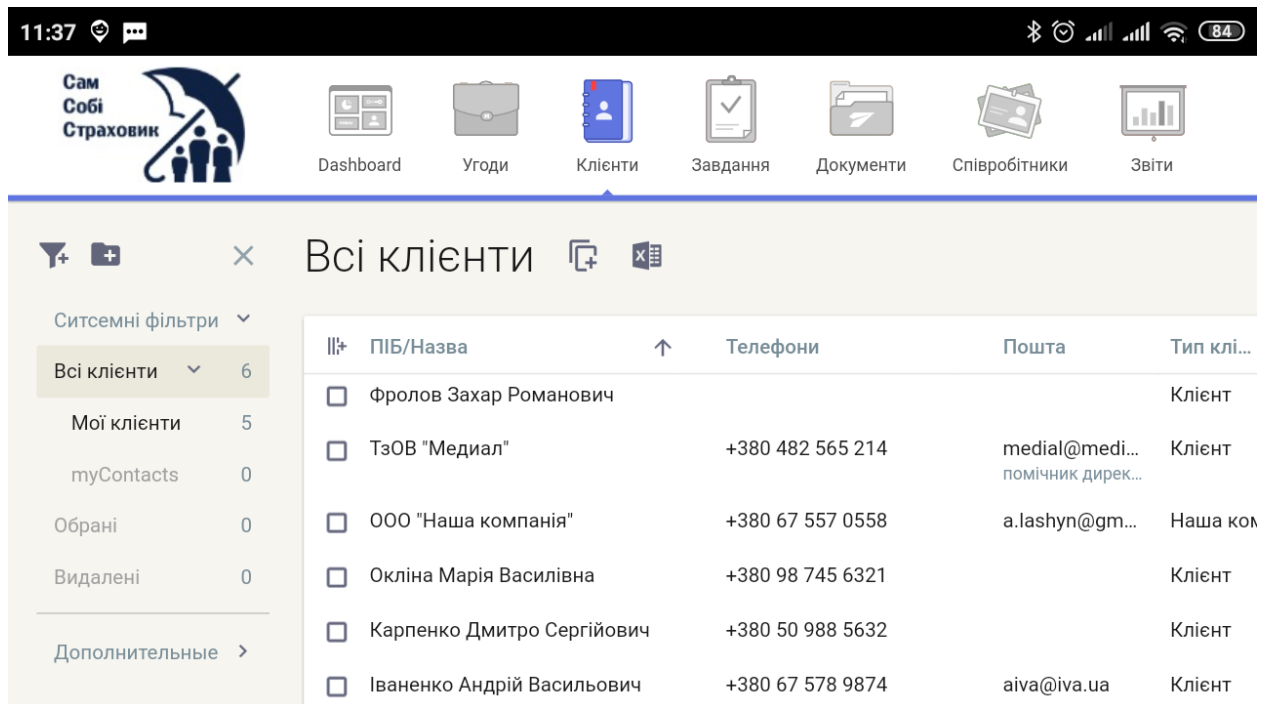 11:37
84
Сам
Собі
Страховик
Dashboard
Угоди
Клієнти
Завдання
Документи
Співробітники
Звіти
Всі клієнти
Ситсемні фільтри
Всі клієнти 6
Мої клієнти 5
myContacts 0
Обрані 0
Видалені 0
Дополнительные
ПІБ/Назва Телефони Пошта Тип клі...
Фролов Захар Романович Клієнт
ТзОВ "Медиал" +380 482 565 214 medial@medi... Клієнт
помічник дирек...
ООО "Наша компанія" +380 67 557 0558 a.lashyn@gm... Наша ком
Окліна Марія Василівна +380 98 745 6321 Клієнт
Карпенко Дмитро Сергійович +380 50 988 5632 Клієнт
Іваненко Андрій Васильович +380 67 578 9874 aiva@iva.ua Клієнт